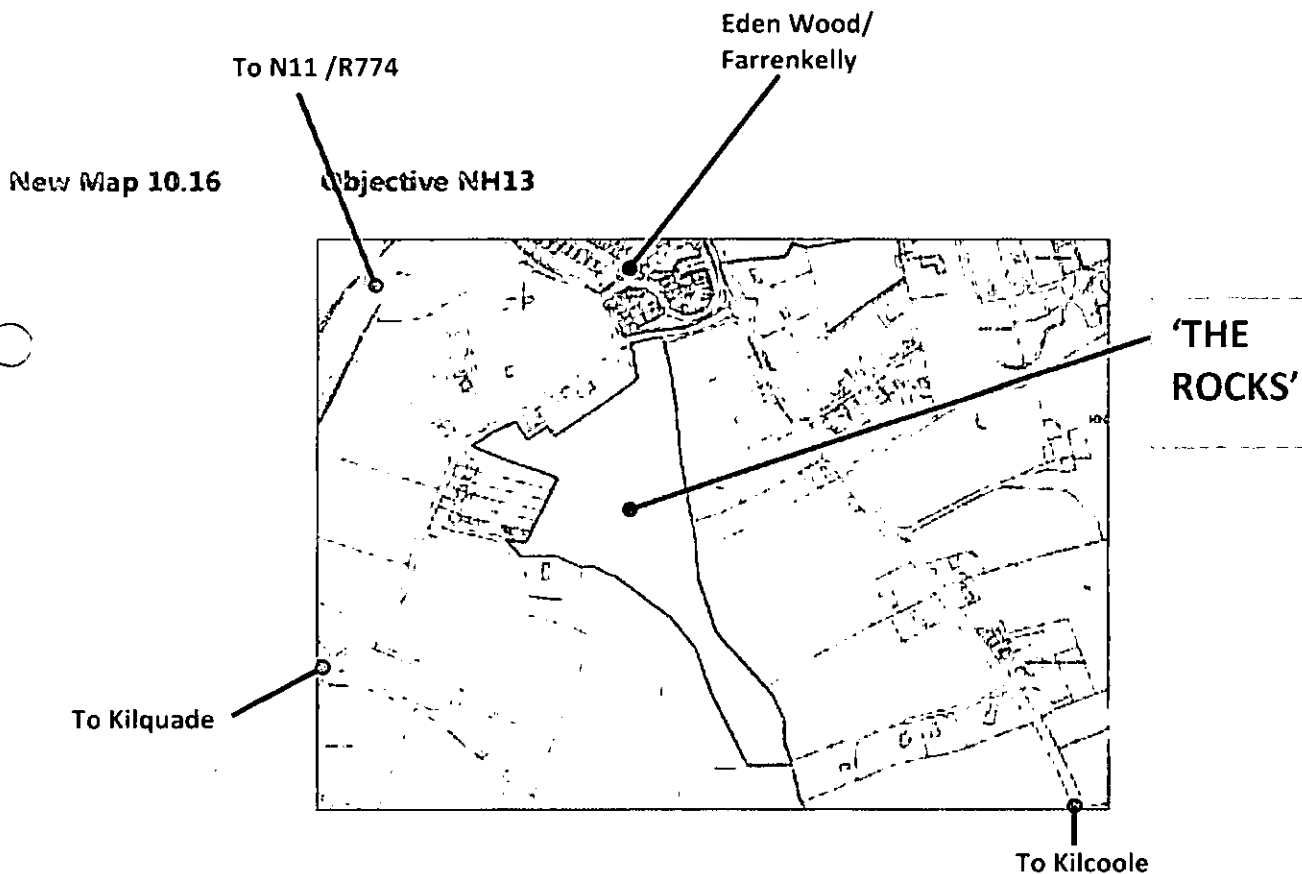 Eden Wood/
Farrenkelly
To N11 /R774
New Map 10.16 Objective NH13
'THE
ROCKS'
To Kilquade
To Kilcoole